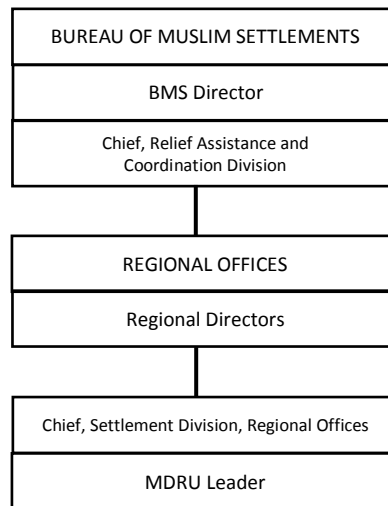 BUREAU OF MUSLIM SETTLEMENTS
BMS Director
Chief, Relief Assistance and
Coordination Division
REGIONAL OFFICES
Regional Directors
Chief, Settlement Division, Regional Offices
MDRU Leader